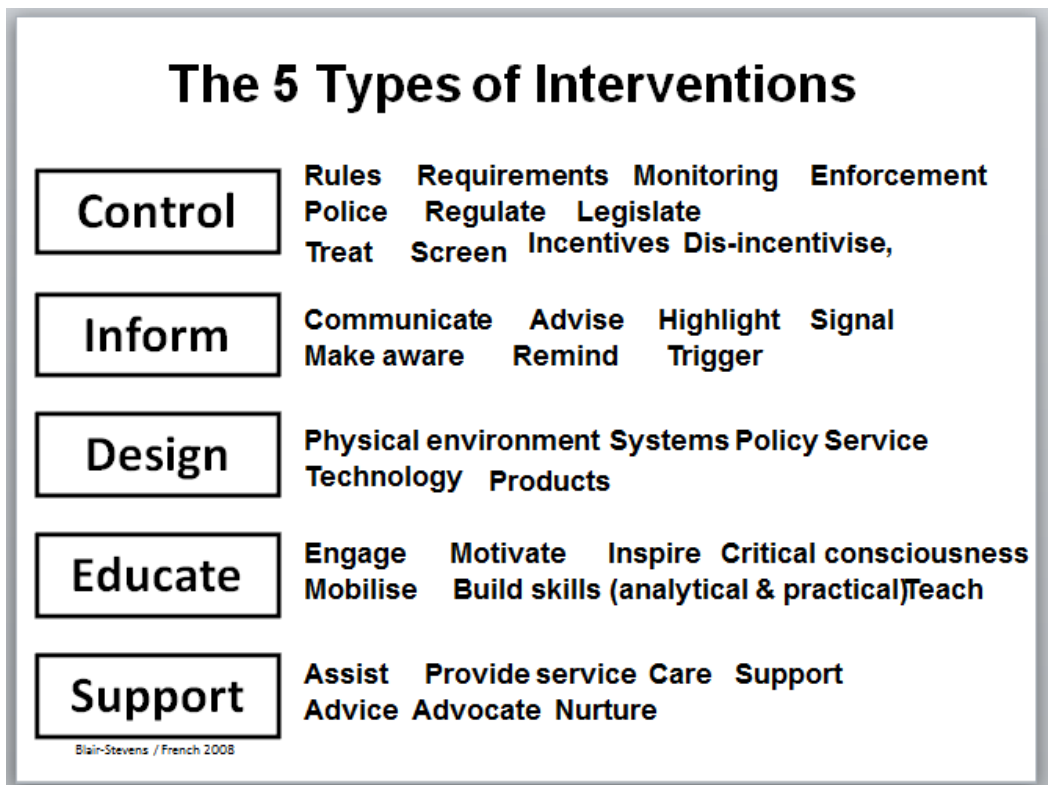 The 5 Types of Interventions
Control
Rules Requirements Monitoring Enforcement
Police Regulate Legislate
Treat Screen Incentives Dis-incentivise,
Inform
Communicate Advise Highlight Signal
Make aware Remind Trigger
Design
Physical environment Systems Policy Service
Technology Products
Educate
Engage Motivate Inspire Critical consciousness
Mobilise Build skills (analytical & practical)Teach
Support
Assist Provide service Care Support
Advice Advocate Nurture
Blair-Stevens / French 2008